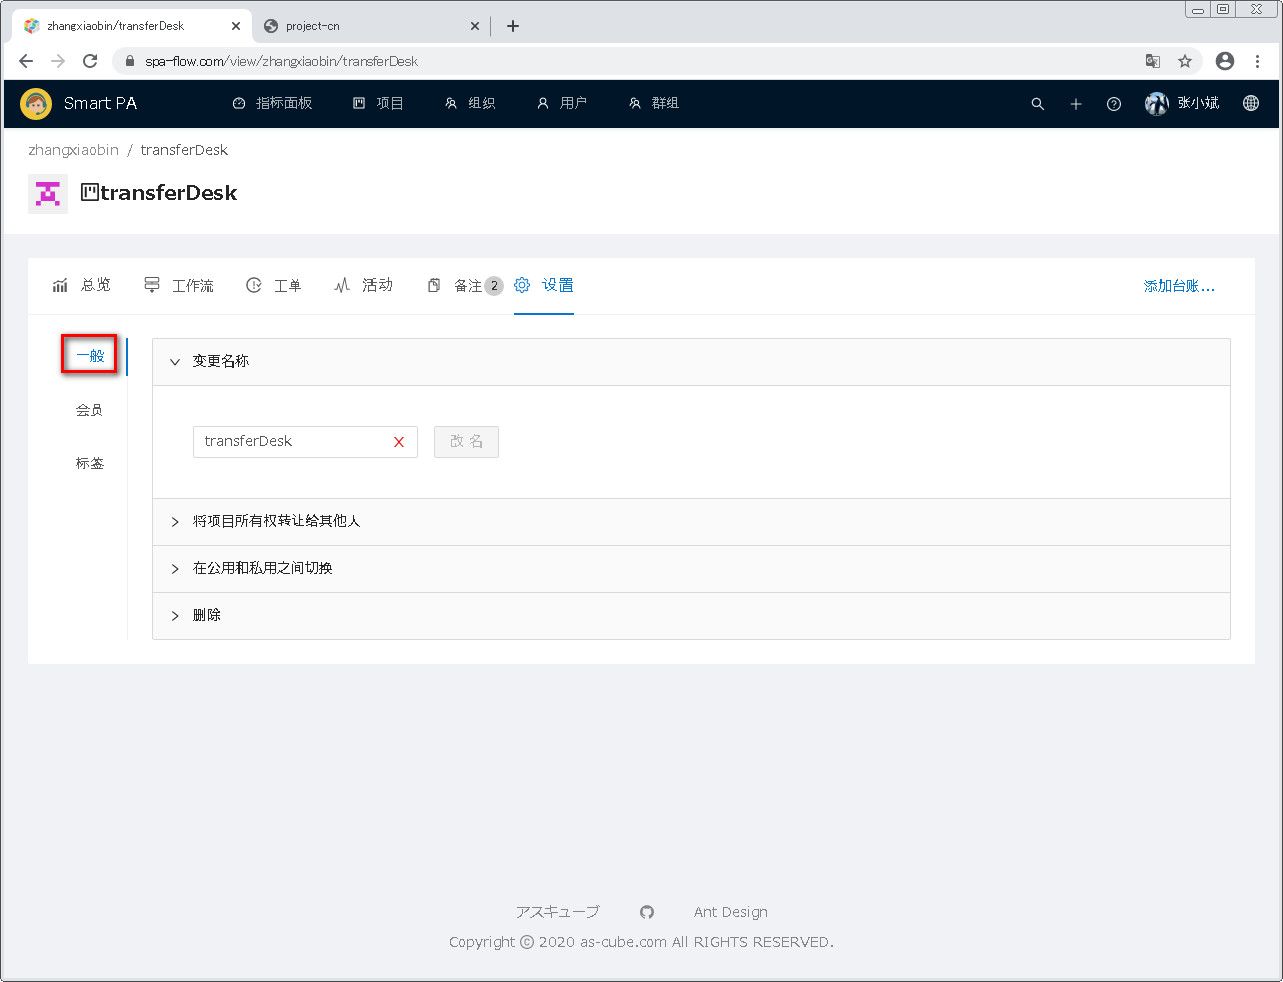 zhangxiaobin/transferDesk project-cn
spa-flow.com/view/zhangxiaobin/transferDesk
Smart PA 指标面板 项目 组织 用户 群组 张小斌
zhangxiaobin / transferDesk
transferDesk
总览 工作流 工单 活动 备注 2 设置 添加台账...
一般
变更名称
会员
transferDesk X 改 名
标签
将项目所有权转让给其他人
在公用和私用之间切换
删除
アスキューブ Ant Design
Copyright © 2020 as-cube.com All RIGHTS RESERVED.